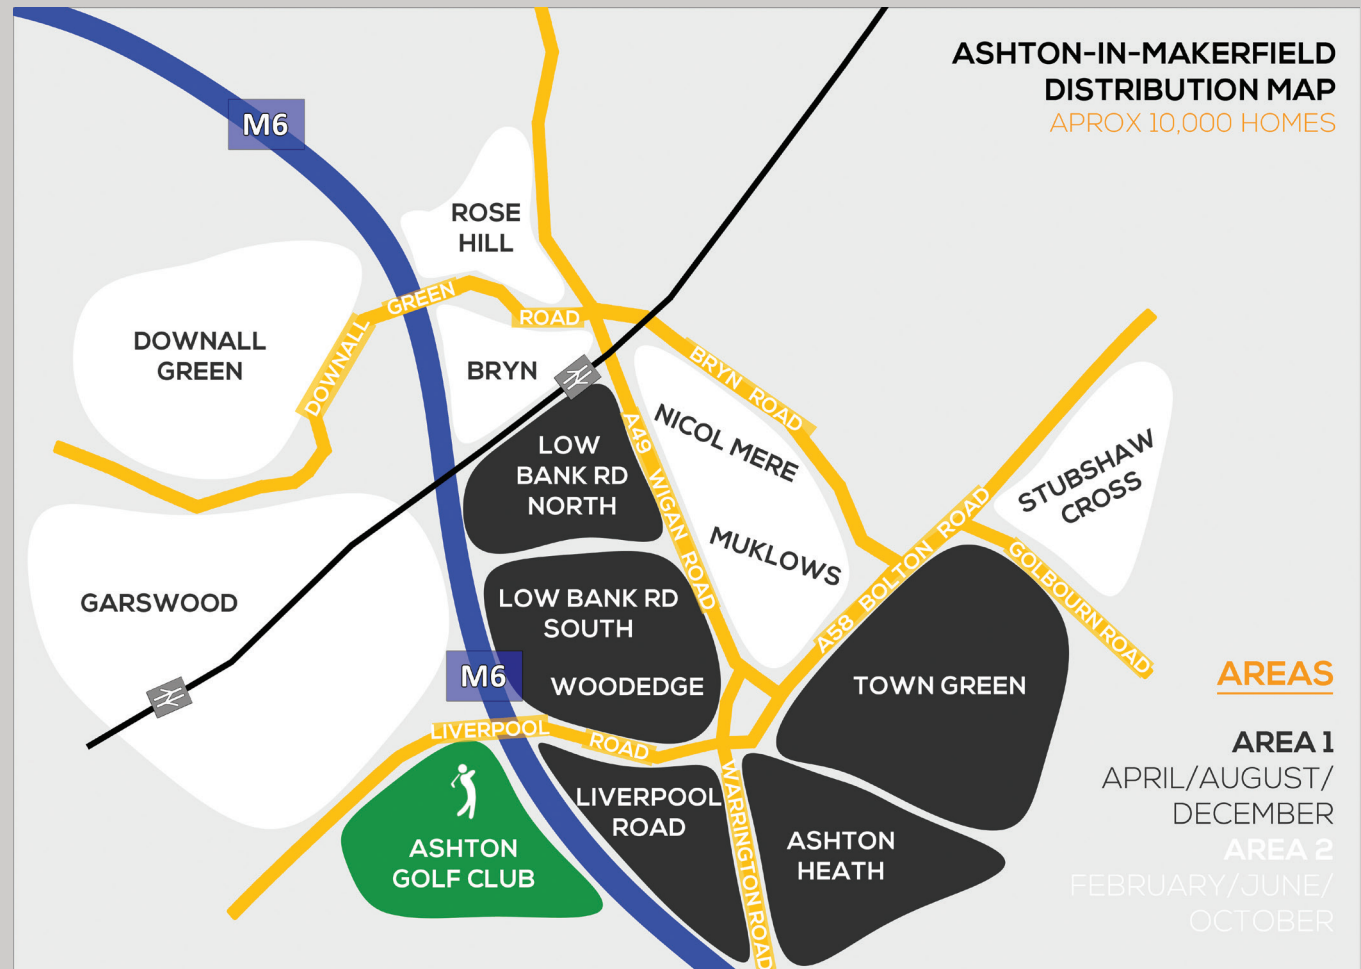 ASHTON-IN-MAKERFIELD
DISTRIBUTION MAP
APROX 10,000 HOMES
M6
ROSE
HILL
DOWNALL
GREEN
DOWNALL
GREEN
ROAD
BRYN
BRYN ROAD
NICOL MERE
MUKLOWS
A49 WIGAN ROAD
LOW
BANK RD
NORTH
STUBSHAW
CROSS
A58 BOLTON ROAD
GOLBOURN ROAD
GARSWOOD
LOW BANK RD
SOUTH
WOODEDGE
M6
TOWN GREEN
LIVERPOOL
ROAD
LIVERPOOL
ROAD
WARRINGTON ROAD
ASHTON
HEATH
ASHTON
GOLF CLUB
AREAS
AREA 1
APRIL/AUGUST/
DECEMBER
AREA 2
FEBRUARY/JUNE/
OCTOBER